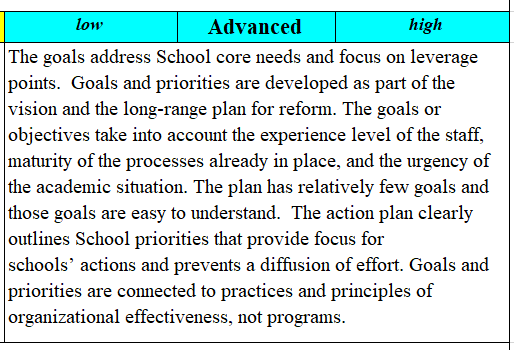 low Advanced high
The goals address School core needs and focus on leverage
points.  Goals and priorities are developed as part of the
vision and the long-range plan for reform. The goals or
objectives take into account the experience level of the staff,
maturity of the processes already in place, and the urgency of
the academic situation. The plan has relatively few goals and
those goals are easy to understand.  The action plan clearly
outlines School priorities that provide focus for
schools’ actions and prevents a diffusion of effort. Goals and
priorities are connected to practices and principles of
organizational effectiveness, not programs.